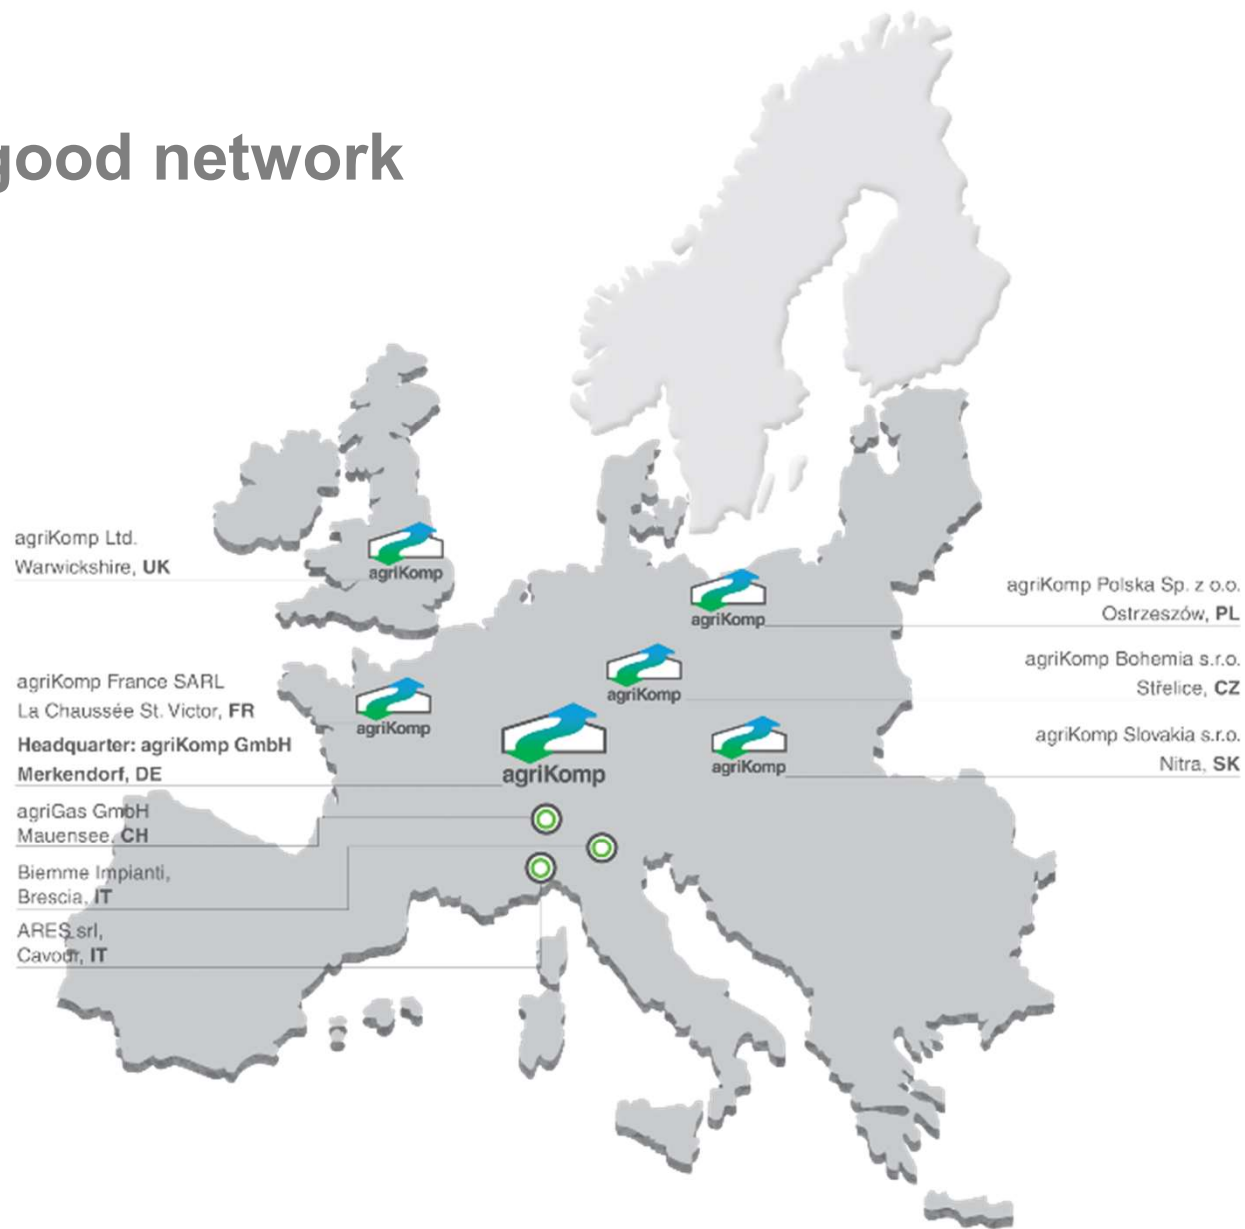 good network
agriKomp Ltd.
Warwickshire, UK
agriKomp
agriKomp France SARL
La Chaussée St. Victor, FR
agriKomp
Headquarter: agriKomp GmbH
Merkendorf, DE
agriKomp
agriGas GmbH
Mauensee, CH
Biemme Impianti,
Brescia, IT
ARES srl,
Cavour, IT
agriKomp Polska Sp. z o.o.
Ostrzeszów, PL
agriKomp
agriKomp Bohemia s.r.o.
Střelice, CZ
agriKomp
agriKomp Slovakia s.r.o.
Nitra, SK
agriKomp